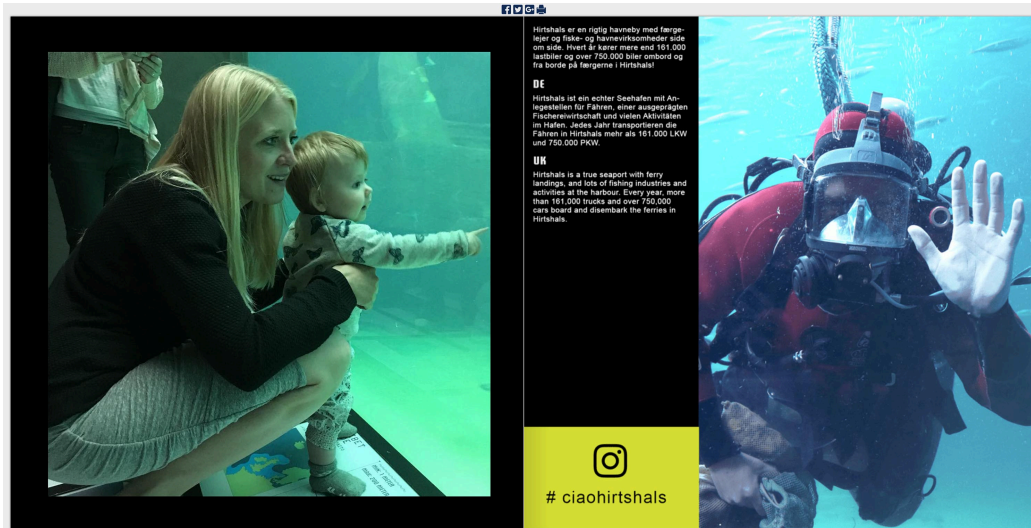 Hirtshals er en rigtig havneby med færge-
lejer og fiske- og havnevirksomheder side
om side. Hvert år kører mere end 161.000
lastbiler og over 750.000 biler ombord og
fra borde på færgerne i Hirtshals!
DE
Hirtshals ist ein echter Seehafen mit An-
legestellen für Fähren, einer ausgeprägten
Fischereiwirtschaft und vielen Aktivitäten
im Hafen. Jedes Jahr transportieren die
Fähren in Hirtshals mehr als 161.000 LKW
und 750.000 PKW.
UK
Hirtshals is a true seaport with ferry
landings, and lots of fishing industries and
activities at the harbour. Every year, more
than 161,000 trucks and over 750,000
cars board and disembark the ferries in
Hirtshals.
# ciaohirtshals